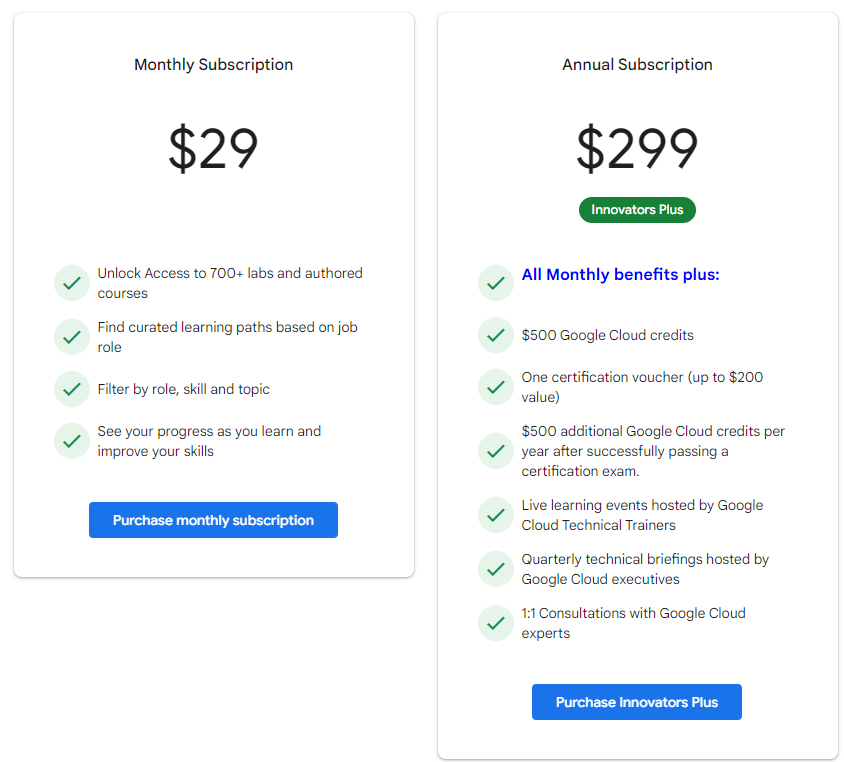 Monthly Subscription
$29
Unlock Access to 700+ labs and authored
courses
Find curated learning paths based on job
role
Filter by role, skill and topic
See your progress as you learn and
improve your skills
Purchase monthly subscription
Annual Subscription
$299
Innovators Plus
All Monthly benefits plus:
$500 Google Cloud credits
One certification voucher (up to $200
value)
$500 additional Google Cloud credits per
year after successfully passing a
certification exam.
Live learning events hosted by Google
Cloud Technical Trainers
Quarterly technical briefings hosted by
Google Cloud executives
1:1 Consultations with Google Cloud
experts
Purchase Innovators Plus